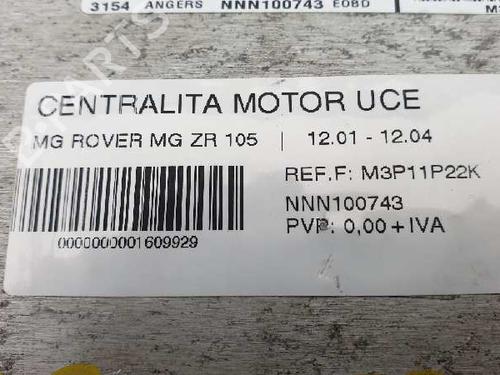 3154 ANGERS NNN100743 EOBD
CENTRALITA MOTOR UCE
MG ROVER MG ZR 105 | 12.01 - 12.04
REF.F: M3P11P22K
NNN100743
PVP: 0,00 + IVA
0000000001609929